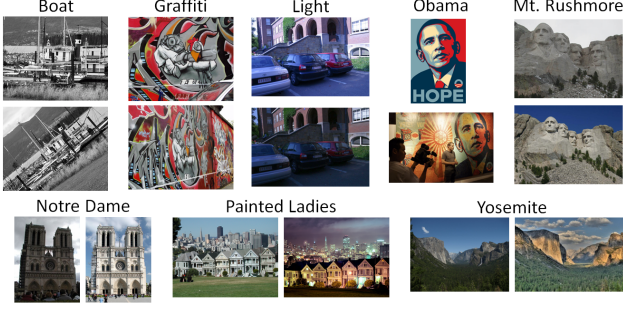 Boat Graffiti Light Obama Mt. Rushmore
HOPE
Notre Dame Painted Ladies Yosemite